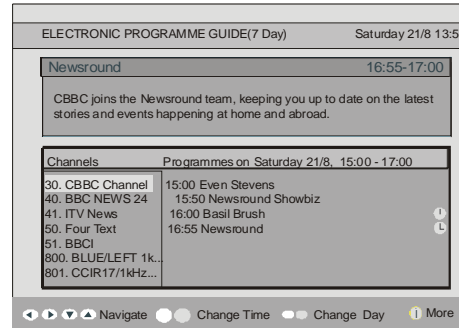 ELECTRONIC PROGRAMME GUIDE(7 Day) Saturday 21/8 13:5
Newsround 16:55-17:00
CBBC joins the Newsround team, keeping you up to date on the latest
stories and events happening at home and abroad.
Channels Programmes on Saturday 21/8, 15:00 - 17:00
30. CBBC Channel 15:00 Even Stevens
40. BBC NEWS 24 15:50 Newsround Showbiz
41. ITV News 16:00 Basil Brush
50. Four Text 16:55 Newsround
51. BBCI
800. BLUE/LEFT 1k...
801. CCIR17/1kHz...
Navigate Change Time Change Day More